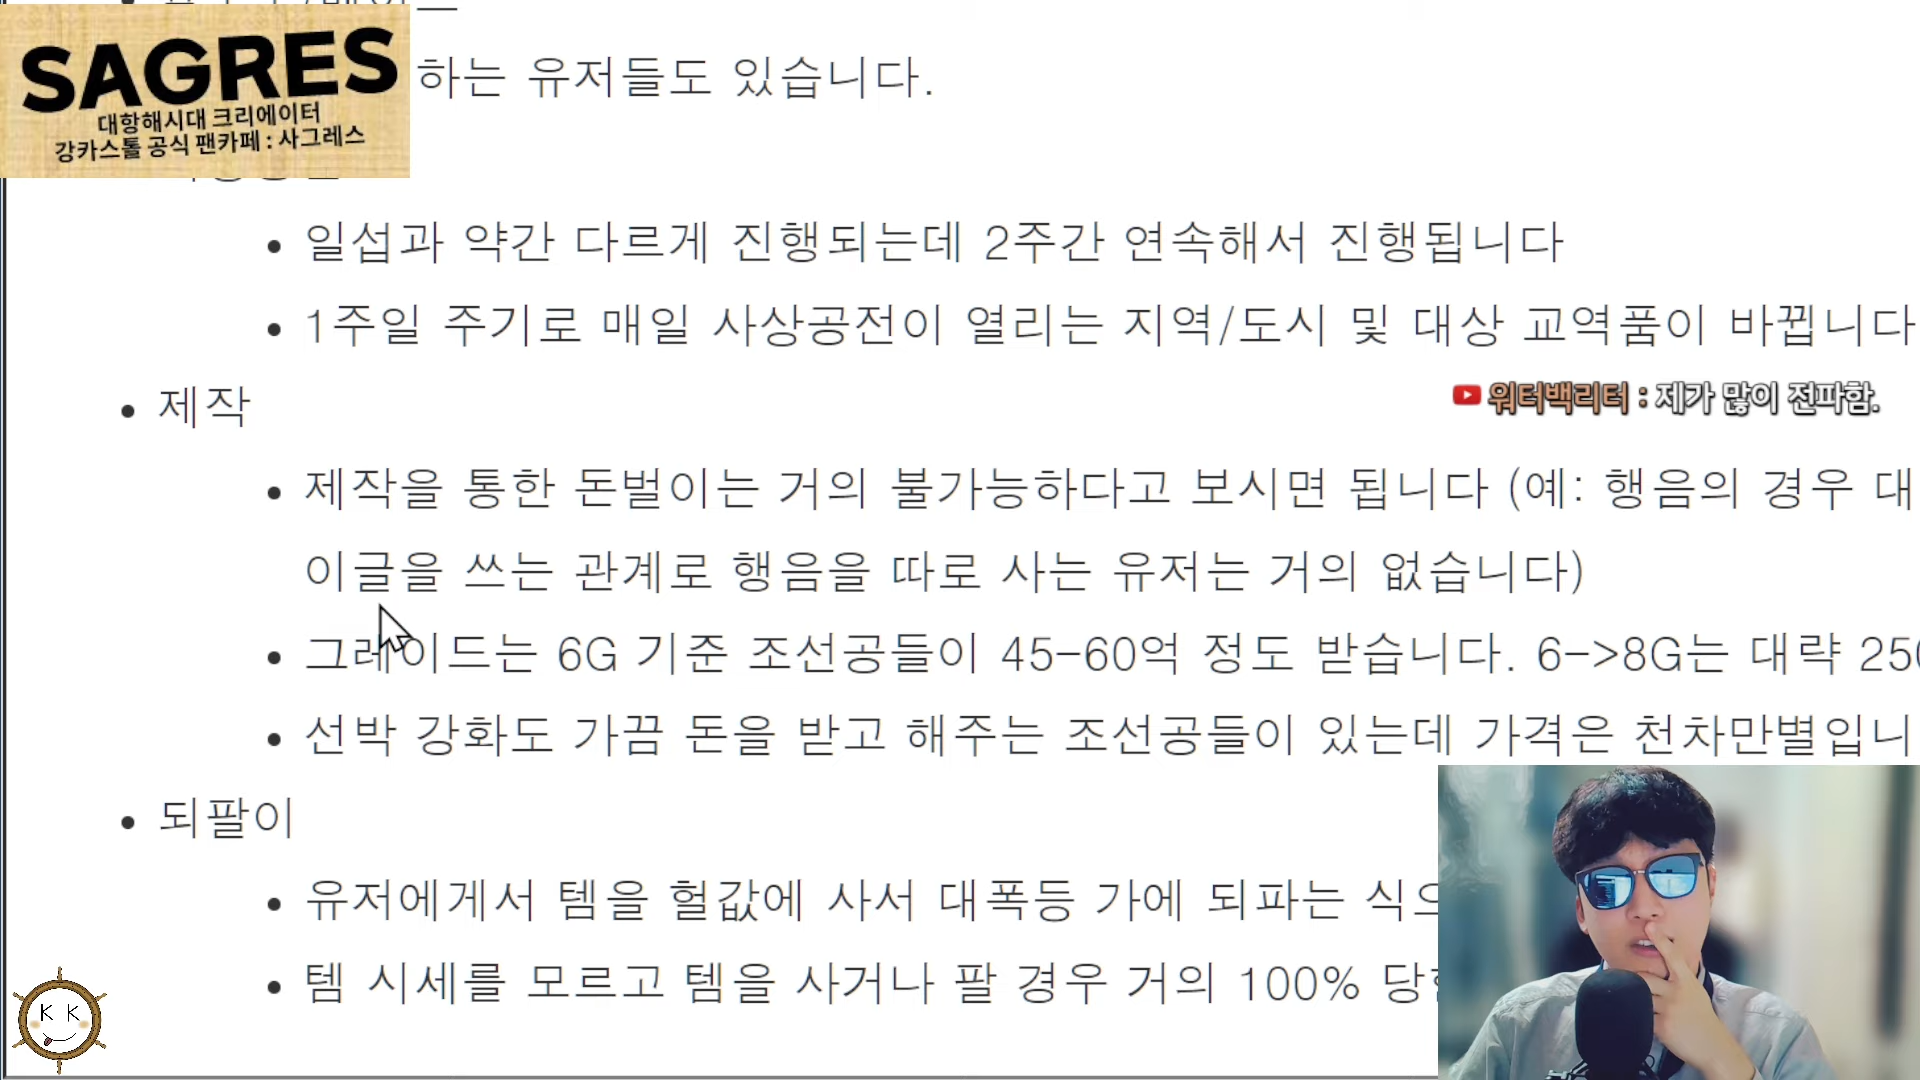 SAGRES
대항해시대 크리에이터
강카스톨 공식 팬카페 : 사그레스
하는 유저들도 있습니다.
일섭과 약간 다르게 진행되는데 2주간 연속해서 진행됩니다
1주일 주기로 매일 사상공전이 열리는 지역/도시 및 대상 교역품이 바뀝니다
제작
워터백리터 : 제가 많이 전파함.
제작을 통한 돈벌이는 거의 불가능하다고 보시면 됩니다 (예: 행음의 경우 대
이글을 쓰는 관계로 행음을 따로 사는 유저는 거의 없습니다)
그레이드는 6G 기준 조선공들이 45-60억 정도 받습니다. 6->8G는 대략 250
선박 강화도 가끔 돈을 받고 해주는 조선공들이 있는데 가격은 천차만별입니
되팔이
유저에게서 템을 헐값에 사서 대폭등 가에 되파는 식으
템 시세를 모르고 템을 사거나 팔 경우 거의 100%
K K